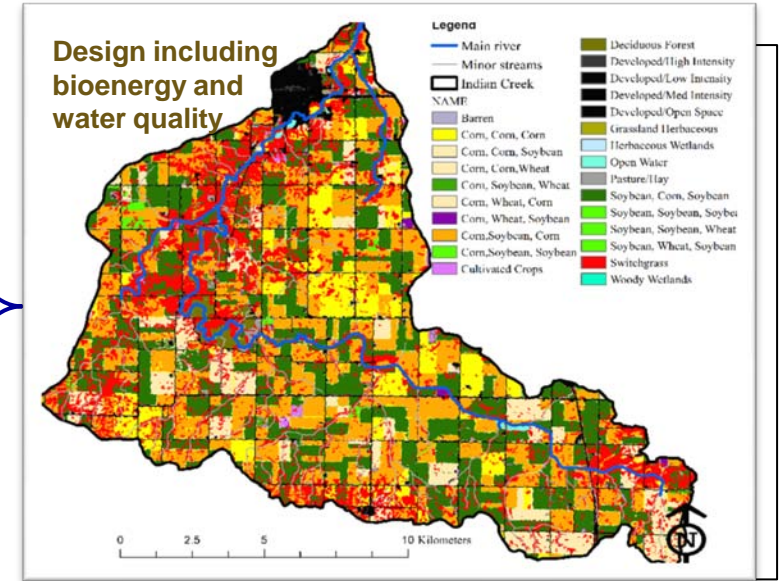 Design including
bioenergy and
water quality
Legend
Main river
Minor streams
Indian Creek
NAME
Barren
Corn, Corn, Corn
Corn, Corn, Soybean
Corn, Corn,Wheat
Corn, Soybean, Wheat
Corn, Wheat, Corn
Corn, Wheat, Soybean
Corn,Soybean, Corn
Corn,Soybean, Soybean
Cultivated Crops
Deciduous Forest
Developed/High Intensity
Developed/Low Intensity
Developed/Med Intensity
Developed/Open Space
Grassland Herbaceous
Herbaceous Wetlands
Open Water
Pasture/Hay
Soybean, Corn, Soybean
Soybean, Soybean, Soybea
Soybean, Soybean, Wheat
Soybean, Wheat, Soybean
Switchgrass
Woody Wetlands
N
0 2.5 5 10 Kilometers